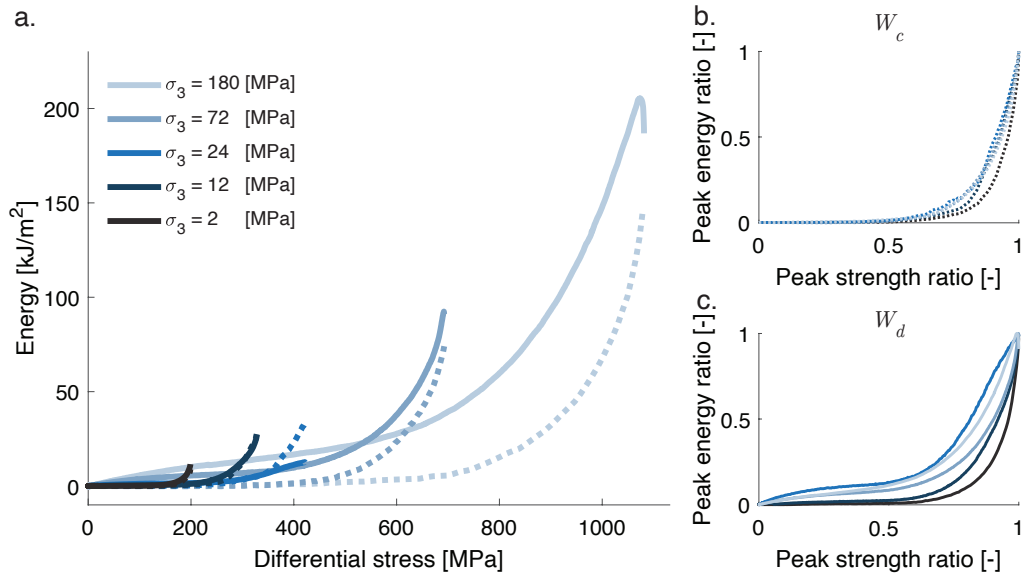 a.
Energy [kJ/m²]
200
150
100
50
0
σ₃ = 180 [MPa]
σ₃ = 72 [MPa]
σ₃ = 24 [MPa]
σ₃ = 12 [MPa]
σ₃ = 2 [MPa]
0 200 400 600 800 1000
Differential stress [MPa]
b.
W_c
Peak energy ratio [-]
1
0.5
0
0 0.5 1
Peak strength ratio [-]
c.
W_d
Peak energy ratio [-]
1
0.5
0
0 0.5 1
Peak strength ratio [-]